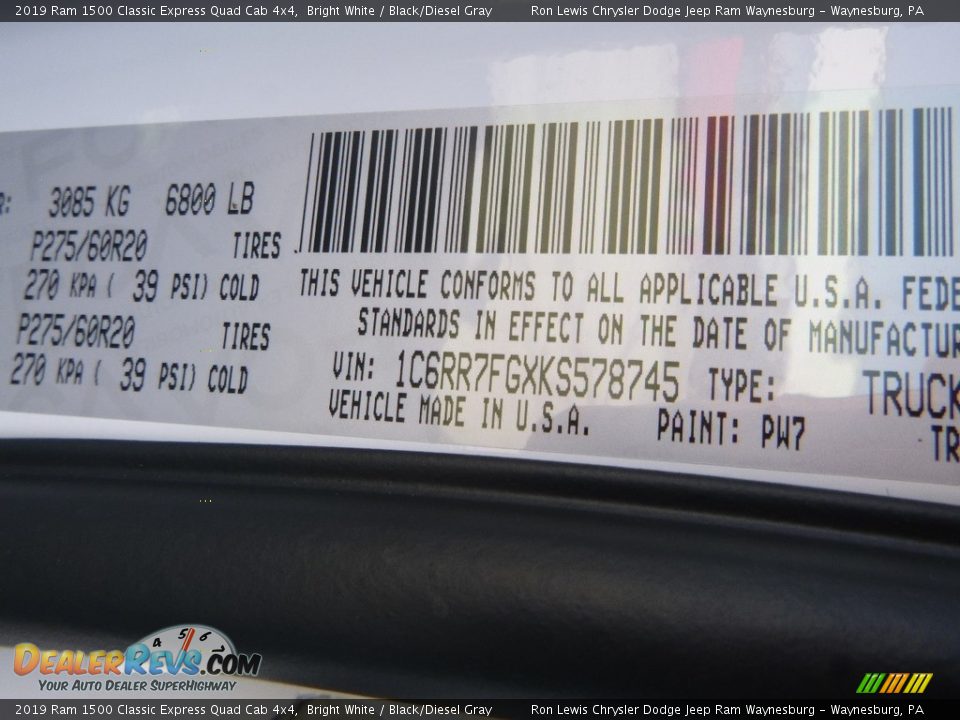 2019 Ram 1500 Classic Express Quad Cab 4x4, Bright White / Black/Diesel Gray Ron Lewis Chrysler Dodge Jeep Ram Waynesburg - Waynesburg, PA
R: 3085 KG 6800 LB
P275/60R20 TIRES
270 KPA ( 39 PSI) COLD
P275/60R20 TIRES
270 KPA ( 39 PSI) COLD
THIS VEHICLE CONFORMS TO ALL APPLICABLE U.S.A. FEDE
STANDARDS IN EFFECT ON THE DATE OF MANUFACTUR
VIN: 1C6RR7FGXKS578745 TYPE: TRUCK
VEHICLE MADE IN U.S.A. PAINT: PW7
TR
4 5 6
DealerRevs.com
Your Auto Dealer SuperHighway
2019 Ram 1500 Classic Express Quad Cab 4x4, Bright White / Black/Diesel Gray Ron Lewis Chrysler Dodge Jeep Ram Waynesburg - Waynesburg, PA